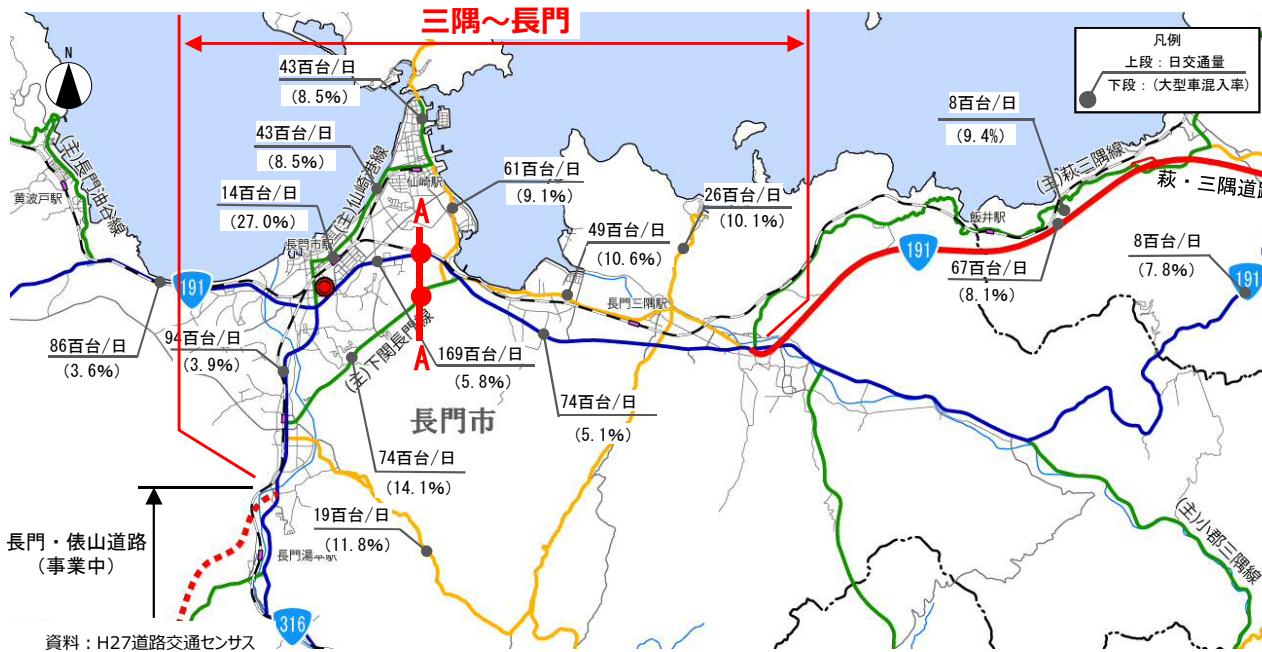 三隅～長門
N
凡例
上段：日交通量
下段：(大型車混入率)
43百台/日
(8.5%)
43百台/日
(8.5%)
14百台/日
(27.0%)
61百台/日
(9.1%)
26百台/日
(10.1%)
49百台/日
(10.6%)
8百台/日
(9.4%)
67百台/日
(8.1%)
8百台/日
(7.8%)
86百台/日
(3.6%)
94百台/日
(3.9%)
169百台/日
(5.8%)
74百台/日
(5.1%)
74百台/日
(14.1%)
19百台/日
(11.8%)
(主)長門油谷線
黄波戸駅
(主)仙崎港線
仙崎駅
長門市駅
A
A
(主)下関長門線
長門市
長門三隅駅
飯井駅
(主)萩三隅線
萩・三隅道路
191
191
191
(主)小郡三隅線
長門・俵山道路
(事業中)
長門湯本駅
316
資料：H27道路交通センサス